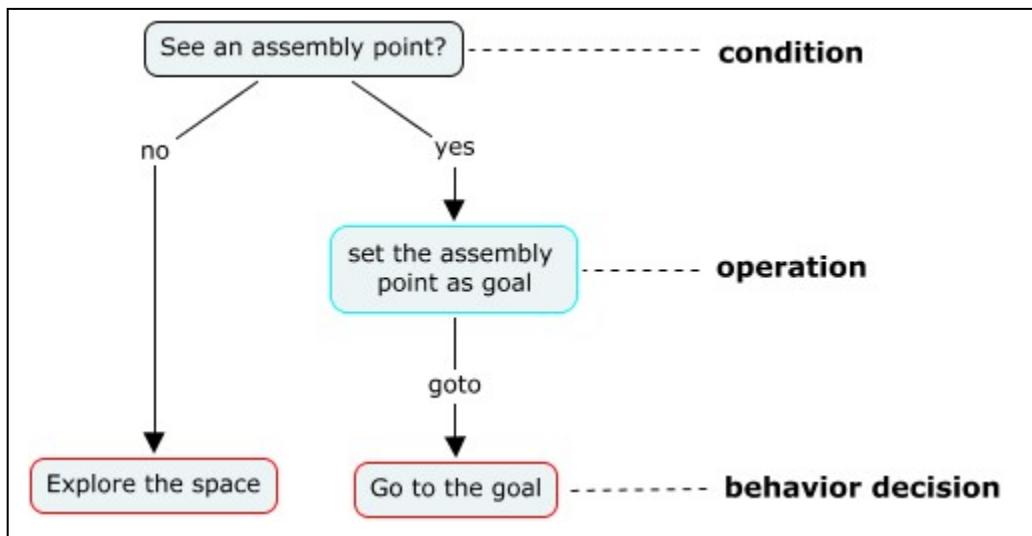 See an assembly point?
condition
no
yes
set the assembly
point as goal
operation
goto
Explore the space
Go to the goal
behavior decision